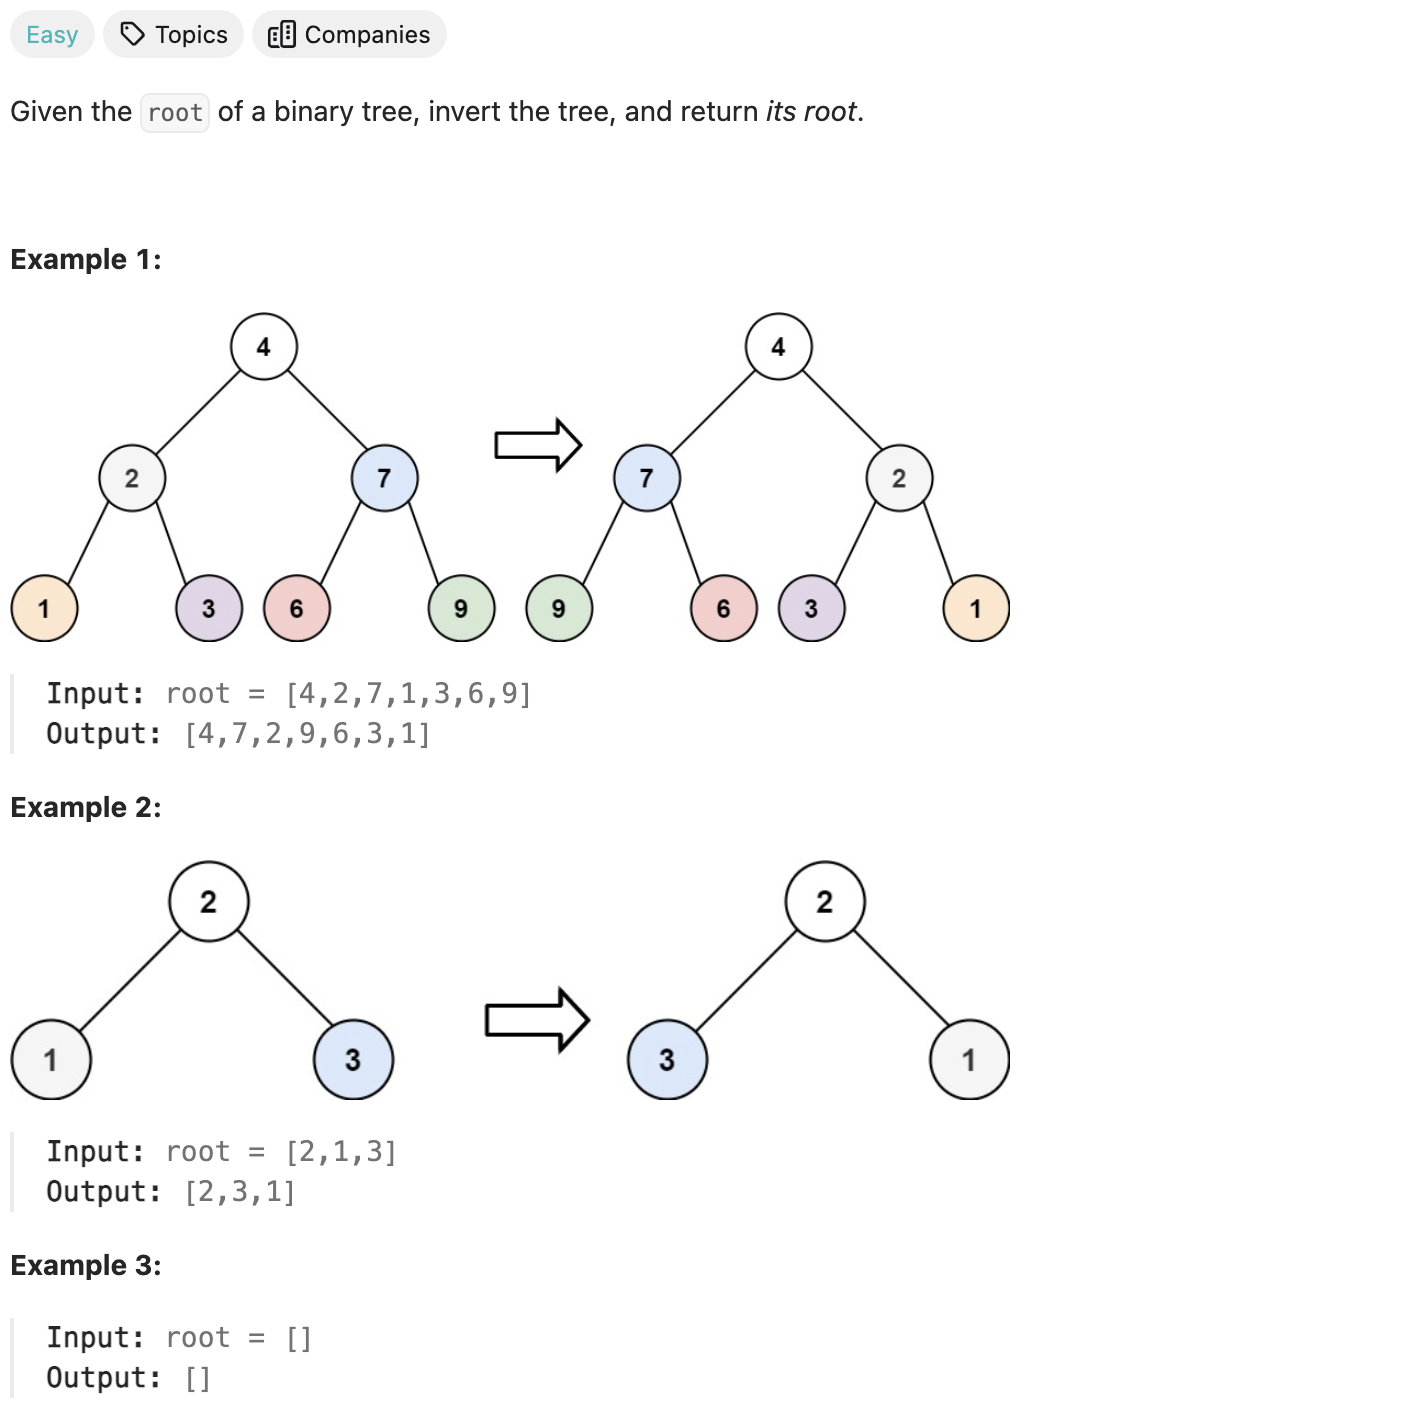 Easy Topics Companies
Given the root of a binary tree, invert the tree, and return its root.
Example 1:
4 4
2 7 7 2
1 3 6 9 9 6 3 1
Input: root = [4,2,7,1,3,6,9]
Output: [4,7,2,9,6,3,1]
Example 2:
2 2
1 3 3 1
Input: root = [2,1,3]
Output: [2,3,1]
Example 3:
Input: root = []
Output: []